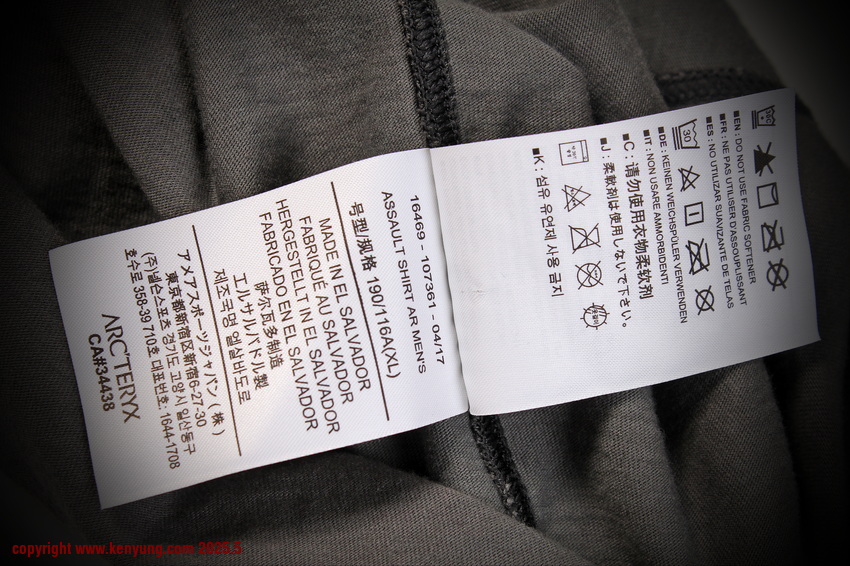 16469 - 107361 - 04/17
ASSAULT SHIRT AR MEN'S
号型/规格 190/116A(XL)
MADE IN EL SALVADOR
FABRIQUÉ AU SALVADOR
HERGESTELLT IN EL SALVADOR
FABRICADO EN EL SALVADOR
萨尔瓦多制造
エルサルバドル製
제조국명 엘살바도르
アメアスポーツジャパン(株)
東京都新宿区新宿6-27-30
(주)넬슨스포츠 경기도 고양시 일산동구
호수로 358-39 710호 대표번호: 1644-1708
ARC'TERYX
CA#34438
30
■EN: DO NOT USE FABRIC SOFTENER
■FR: NE PAS UTILISER D'ASSOUPLISSANT
■ES: NO UTILIZAR SUAVIZANTE DE TELAS
30
■DE: KEINEN WEICHSPÜLER VERWENDEN
■IT: NON USARE AMMORBIDENTI
■C: 请勿使用衣物柔软剂
■J: 柔軟剤は使用しないで下さい。
■K: 섬유 유연제 사용 금지
copyright www.kenyung.com 2025.5